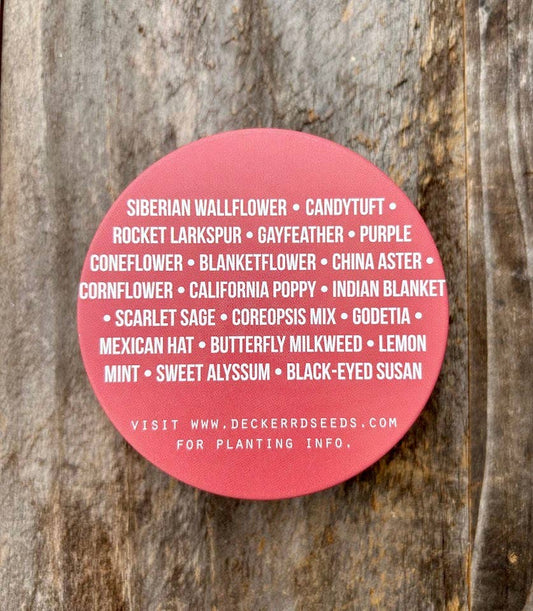 SIBERIAN WALLFLOWER • CANDYTUFT •
ROCKET LARKSPUR • GAYFEATHER • PURPLE
CONEFLOWER • BLANKETFLOWER • CHINA ASTER •
CORNFLOWER • CALIFORNIA POPPY • INDIAN BLANKET
• SCARLET SAGE • COREOPSIS MIX • GODETIA •
MEXICAN HAT • BUTTERFLY MILKWEED • LEMON
MINT • SWEET ALYSSUM • BLACK-EYED SUSAN
VISIT WWW.DECKERRDSEEDS.COM
FOR PLANTING INFO.